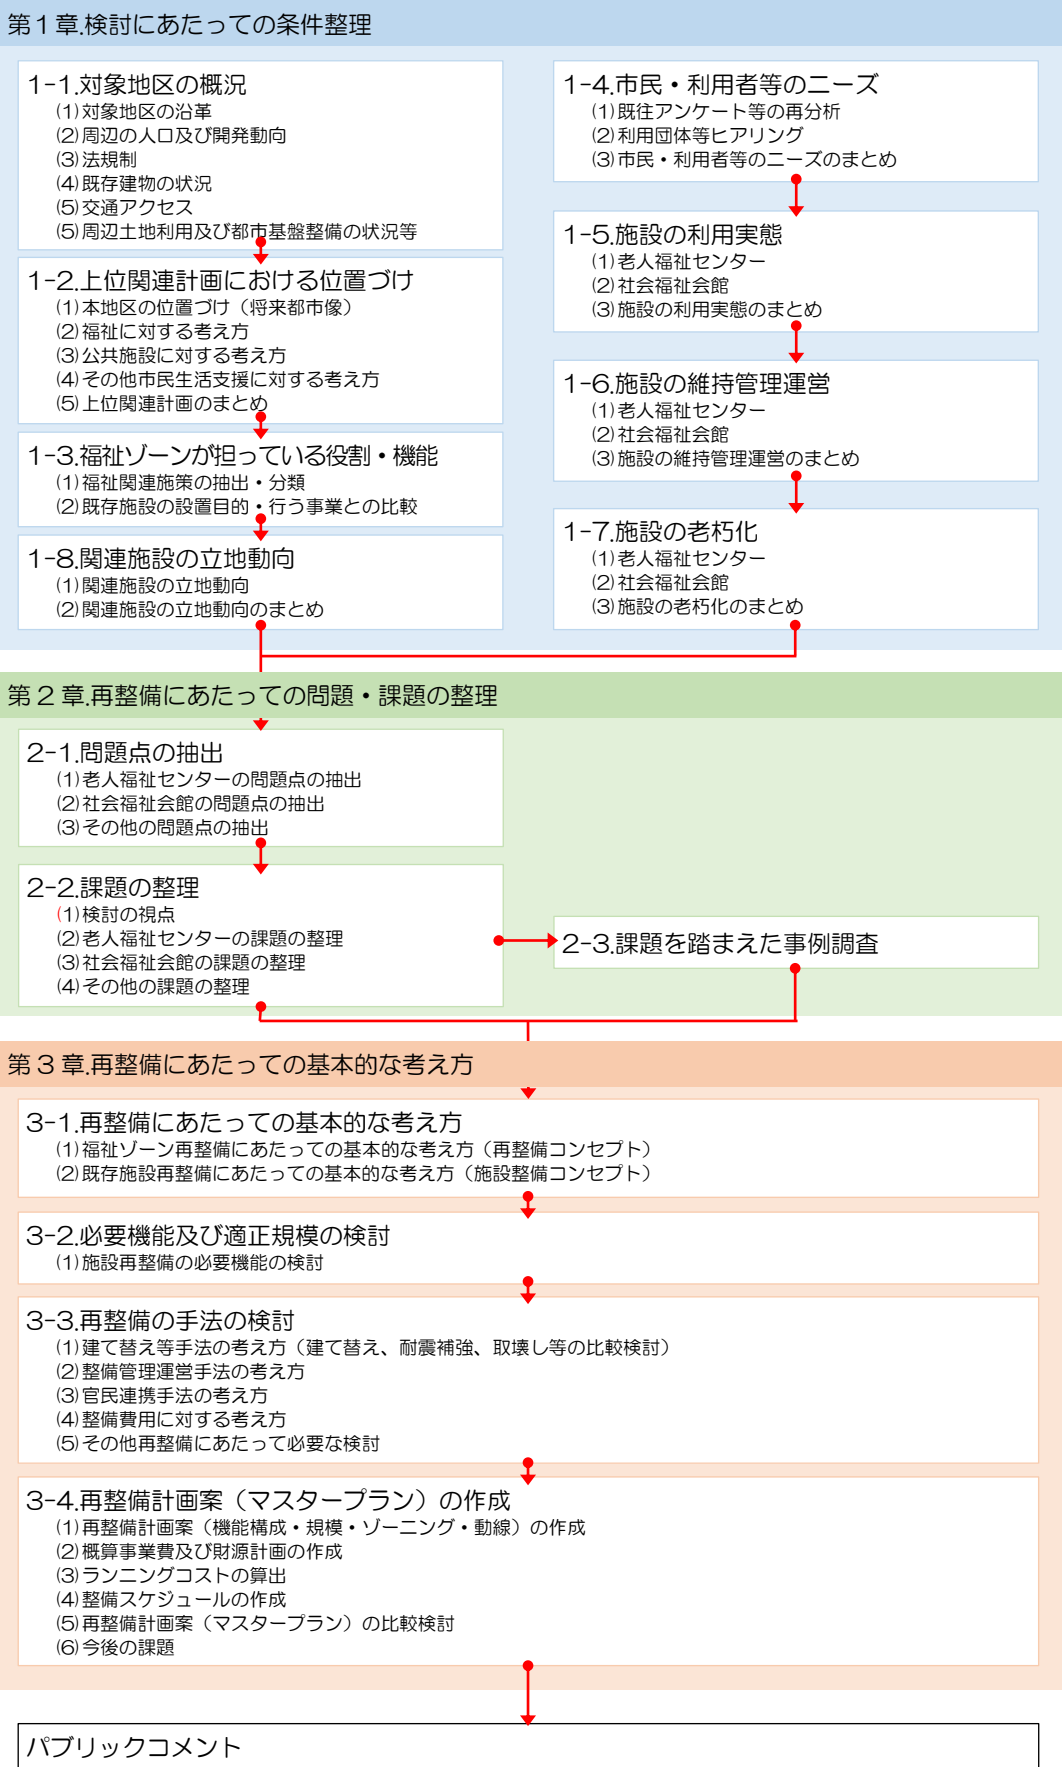 第1章.検討にあたっての条件整理
1-1.対象地区の概況
(1)対象地区の沿革
(2)周辺の人口及び開発動向
(3)法規制
(4)既存建物の状況
(5)交通アクセス
(5)周辺土地利用及び都市基盤整備の状況等
1-2.上位関連計画における位置づけ
(1)本地区の位置づけ（将来都市像）
(2)福祉に対する考え方
(3)公共施設に対する考え方
(4)その他市民生活支援に対する考え方
(5)上位関連計画のまとめ
1-3.福祉ゾーンが担っている役割・機能
(1)福祉関連施策の抽出・分類
(2)既存施設の設置目的・行う事業との比較
1-8.関連施設の立地動向
(1)関連施設の立地動向
(2)関連施設の立地動向のまとめ
1-4.市民・利用者等のニーズ
(1)既往アンケート等の再分析
(2)利用団体等ヒアリング
(3)市民・利用者等のニーズのまとめ
1-5.施設の利用実態
(1)老人福祉センター
(2)社会福祉会館
(3)施設の利用実態のまとめ
1-6.施設の維持管理運営
(1)老人福祉センター
(2)社会福祉会館
(3)施設の維持管理運営のまとめ
1-7.施設の老朽化
(1)老人福祉センター
(2)社会福祉会館
(3)施設の老朽化のまとめ
第2章.再整備にあたっての問題・課題の整理
2-1.問題点の抽出
(1)老人福祉センターの問題点の抽出
(2)社会福祉会館の問題点の抽出
(3)その他の問題点の抽出
2-2.課題の整理
(1)検討の視点
(2)老人福祉センターの課題の整理
(3)社会福祉会館の課題の整理
(4)その他の課題の整理
2-3.課題を踏まえた事例調査
第3章.再整備にあたっての基本的な考え方
3-1.再整備にあたっての基本的な考え方
(1)福祉ゾーン再整備にあたっての基本的な考え方（再整備コンセプト）
(2)既存施設再整備にあたっての基本的な考え方（施設整備コンセプト）
3-2.必要機能及び適正規模の検討
(1)施設再整備の必要機能の検討
3-3.再整備の手法の検討
(1)建て替え等手法の考え方（建て替え、耐震補強、取壊し等の比較検討）
(2)整備管理運営手法の考え方
(3)官民連携手法の考え方
(4)整備費用に対する考え方
(5)その他再整備にあたって必要な検討
3-4.再整備計画案（マスタープラン）の作成
(1)再整備計画案（機能構成・規模・ゾーニング・動線）の作成
(2)概算事業費及び財源計画の作成
(3)ランニングコストの算出
(4)整備スケジュールの作成
(5)再整備計画案（マスタープラン）の比較検討
(6)今後の課題
パブリックコメント